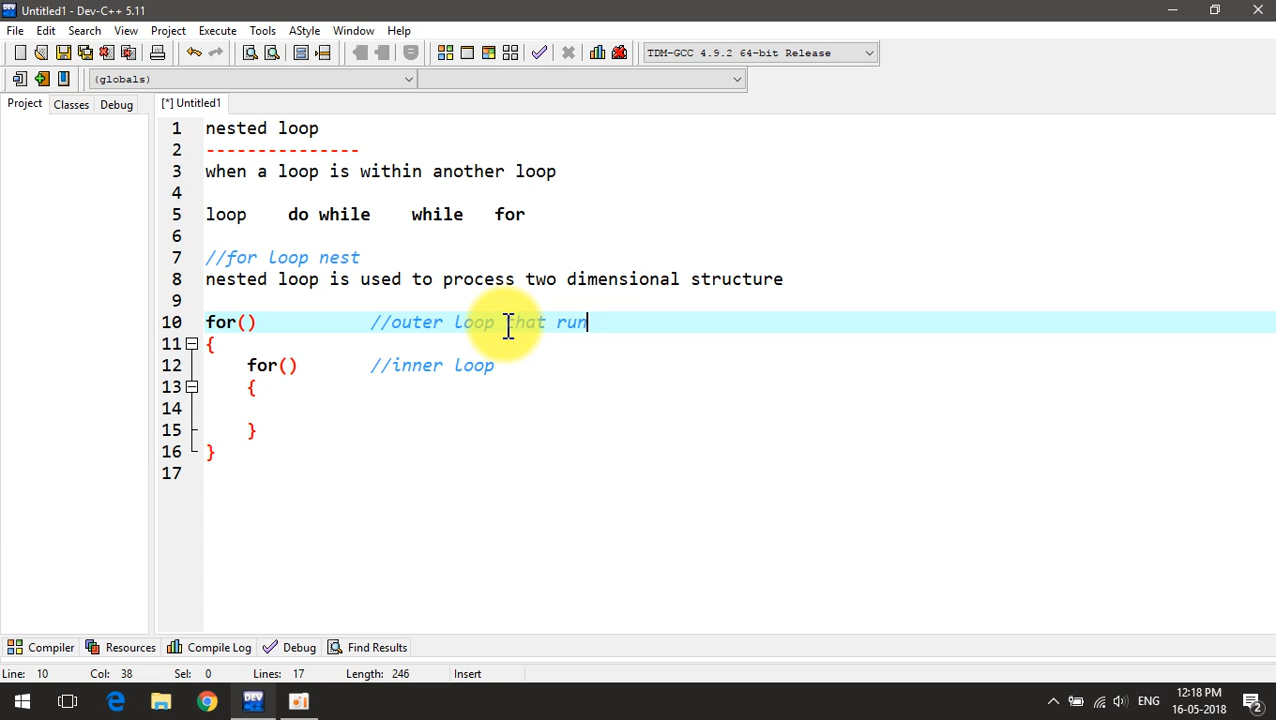 Untitled1 - Dev-C++ 5.11
File Edit Search View Project Execute Tools AStyle Window Help
TDM-GCC 4.9.2 64-bit Release
(globals)
Project Classes Debug [*] Untitled1
1 nested loop
2 ---------------
3 when a loop is within another loop
4
5 loop do while while for
6
7 //for loop nest
8 nested loop is used to process two dimensional structure
9
10 for() //outer loop that run
11 {
12 for() //inner loop
13 {
14
15 }
16 }
17
Compiler Resources Compile Log Debug Find Results
Line: 10 Col: 38 Sel: 0 Lines: 17 Length: 246 Insert
DEV
ENG 12:18 PM
16-05-2018
2